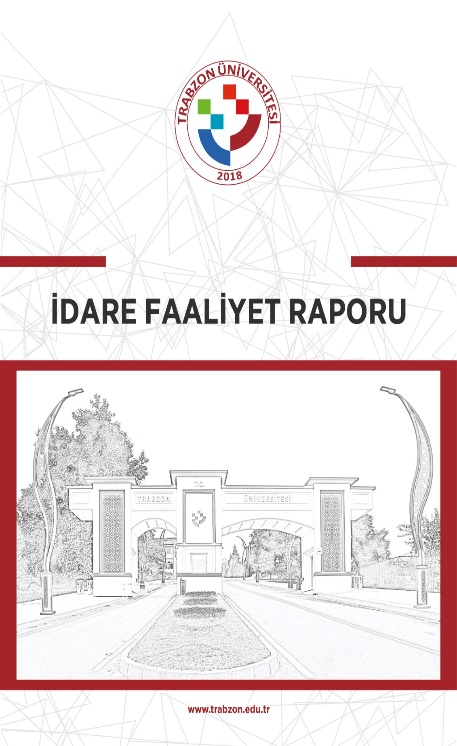 TRABZON ÜNİVERSİTESİ
2018
İDARE FAALİYET RAPORU
T.C.
TRABZON ÜNİVERSİTESİ
www.trabzon.edu.tr